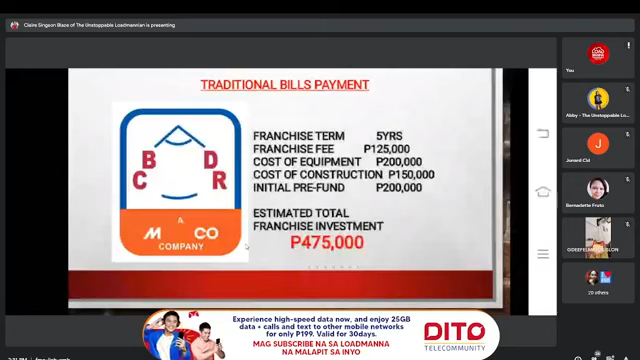 Claire Singson Blaze of The Unstoppable Loadmannian is presenting
TRADITIONAL BILLS PAYMENT
B D
C R
A
M CO
COMPANY
FRANCHISE TERM 5YRS
FRANCHISE FEE P125,000
COST OF EQUIPMENT P200,000
COST OF CONSTRUCTION P150,000
INITIAL PRE-FUND P200,000
ESTIMATED TOTAL
FRANCHISE INVESTMENT
P475,000
You
Abby - The Unstoppable Lo...
J
Junard Cid
Bernadette Fruto
20 others
Experience high-speed data now, and enjoy 25GB
data + calls and text to other mobile networks
for only P199. Valid for 30days.
MAG SUBSCRIBE NA SA LOADMANNA
NA MALAPIT SA INYO
DITO
TELECOMMUNITY